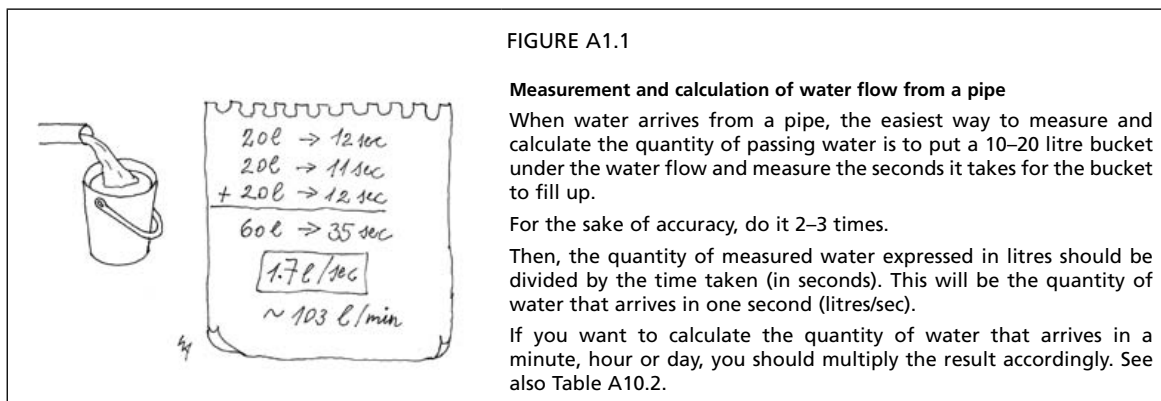 FIGURE A1.1
Measurement and calculation of water flow from a pipe
When water arrives from a pipe, the easiest way to measure and
calculate the quantity of passing water is to put a 10–20 litre bucket
under the water flow and measure the seconds it takes for the bucket
to fill up.
For the sake of accuracy, do it 2–3 times.
Then, the quantity of measured water expressed in litres should be
divided by the time taken (in seconds). This will be the quantity of
water that arrives in one second (litres/sec).
If you want to calculate the quantity of water that arrives in a
minute, hour or day, you should multiply the result accordingly. See
also Table A10.2.
20l → 12 sec
20l → 11 sec
+ 20l → 12 sec
60l → 35 sec
1.7l/sec
~ 103 l/min